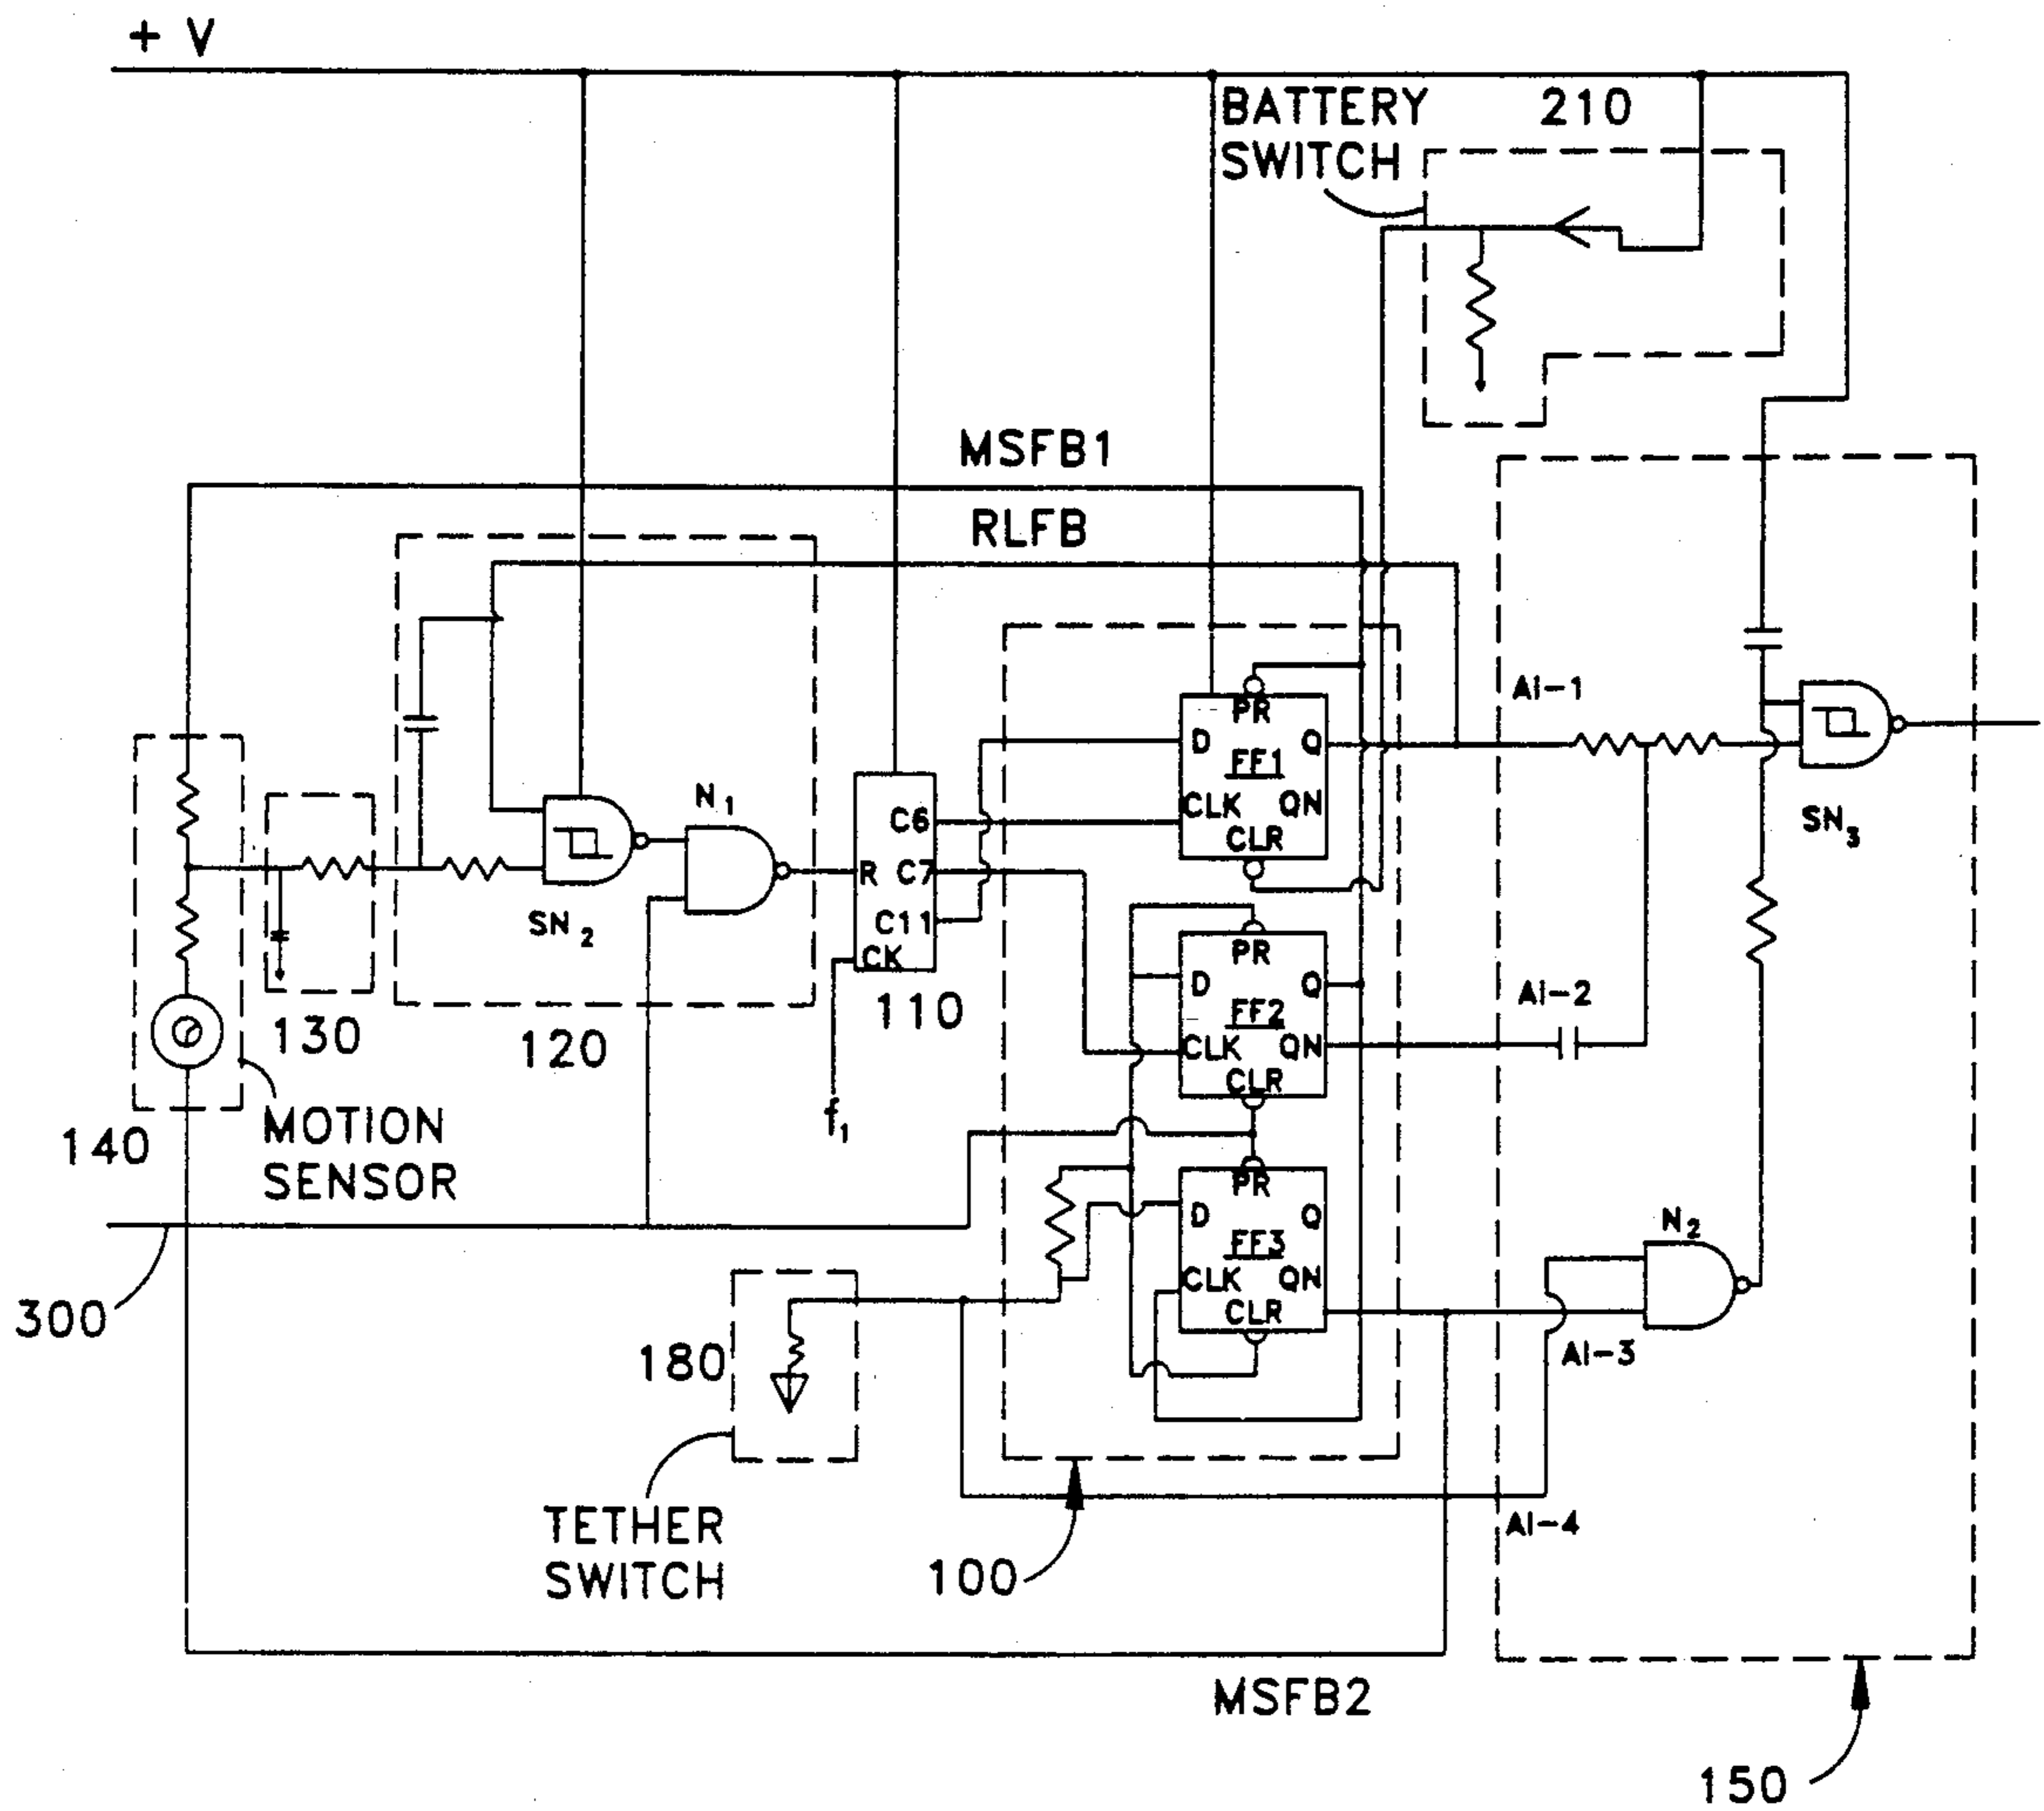 + V
BATTERY 210
SWITCH
MSFB1
RLFB
AI-1
PR
D Q
FF1
CLK QN
CLR
SN3
N1
C6
R C7
C11
CK
SN2
110
130
120
f1
PR
D Q
FF2
CLK QN
CLR
AI-2
140
MOTION
SENSOR
300
PR
D Q
FF3
CLK QN
CLR
N2
AI-3
180
TETHER
SWITCH
100
AI-4
MSFB2
150